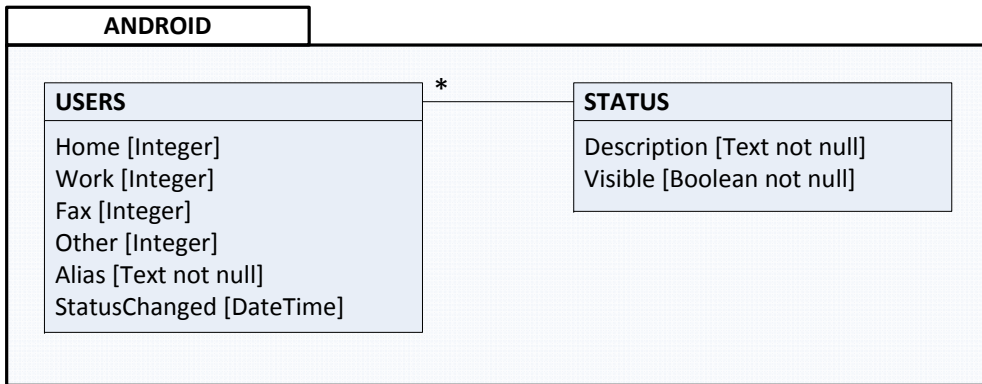 ANDROID
USERS
Home [Integer]
Work [Integer]
Fax [Integer]
Other [Integer]
Alias [Text not null]
StatusChanged [DateTime]
*
STATUS
Description [Text not null]
Visible [Boolean not null]